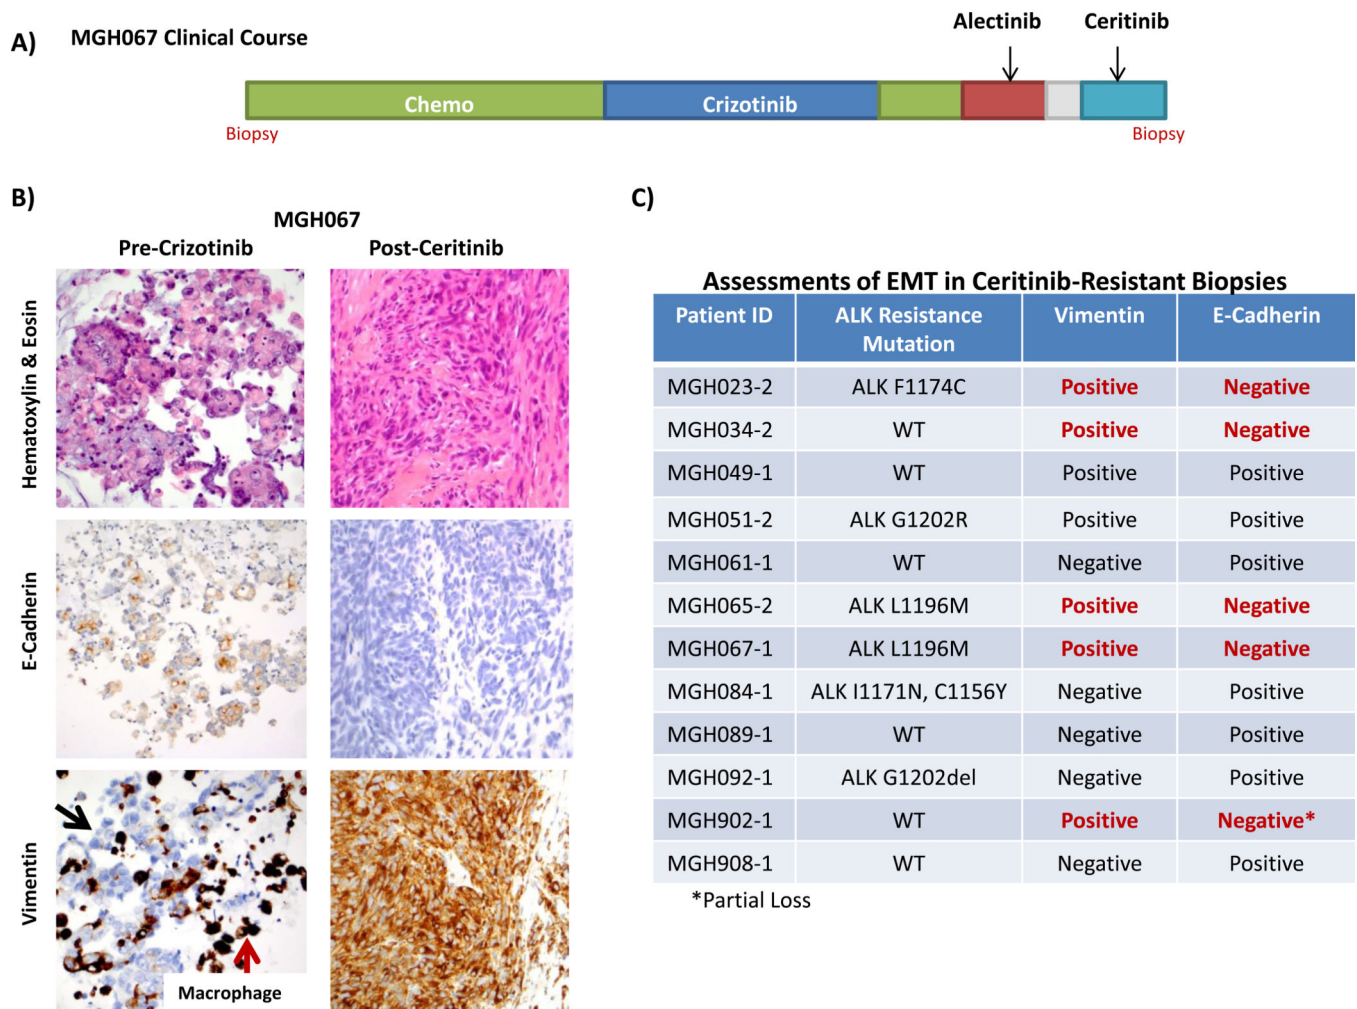 A)
MGH067 Clinical Course
Alectinib Ceritinib
Chemo Crizotinib
Biopsy Biopsy
B)
MGH067
Pre-Crizotinib Post-Ceritinib
Hematoxylin & Eosin
E-Cadherin
Vimentin
Macrophage
C)
Assessments of EMT in Ceritinib-Resistant Biopsies
Patient ID ALK Resistance Mutation Vimentin E-Cadherin
MGH023-2 ALK F1174C Positive Negative
MGH034-2 WT Positive Negative
MGH049-1 WT Positive Positive
MGH051-2 ALK G1202R Positive Positive
MGH061-1 WT Negative Positive
MGH065-2 ALK L1196M Positive Negative
MGH067-1 ALK L1196M Positive Negative
MGH084-1 ALK I1171N, C1156Y Negative Positive
MGH089-1 WT Negative Positive
MGH092-1 ALK G1202del Negative Positive
MGH902-1 WT Positive Negative*
MGH908-1 WT Negative Positive
*Partial Loss